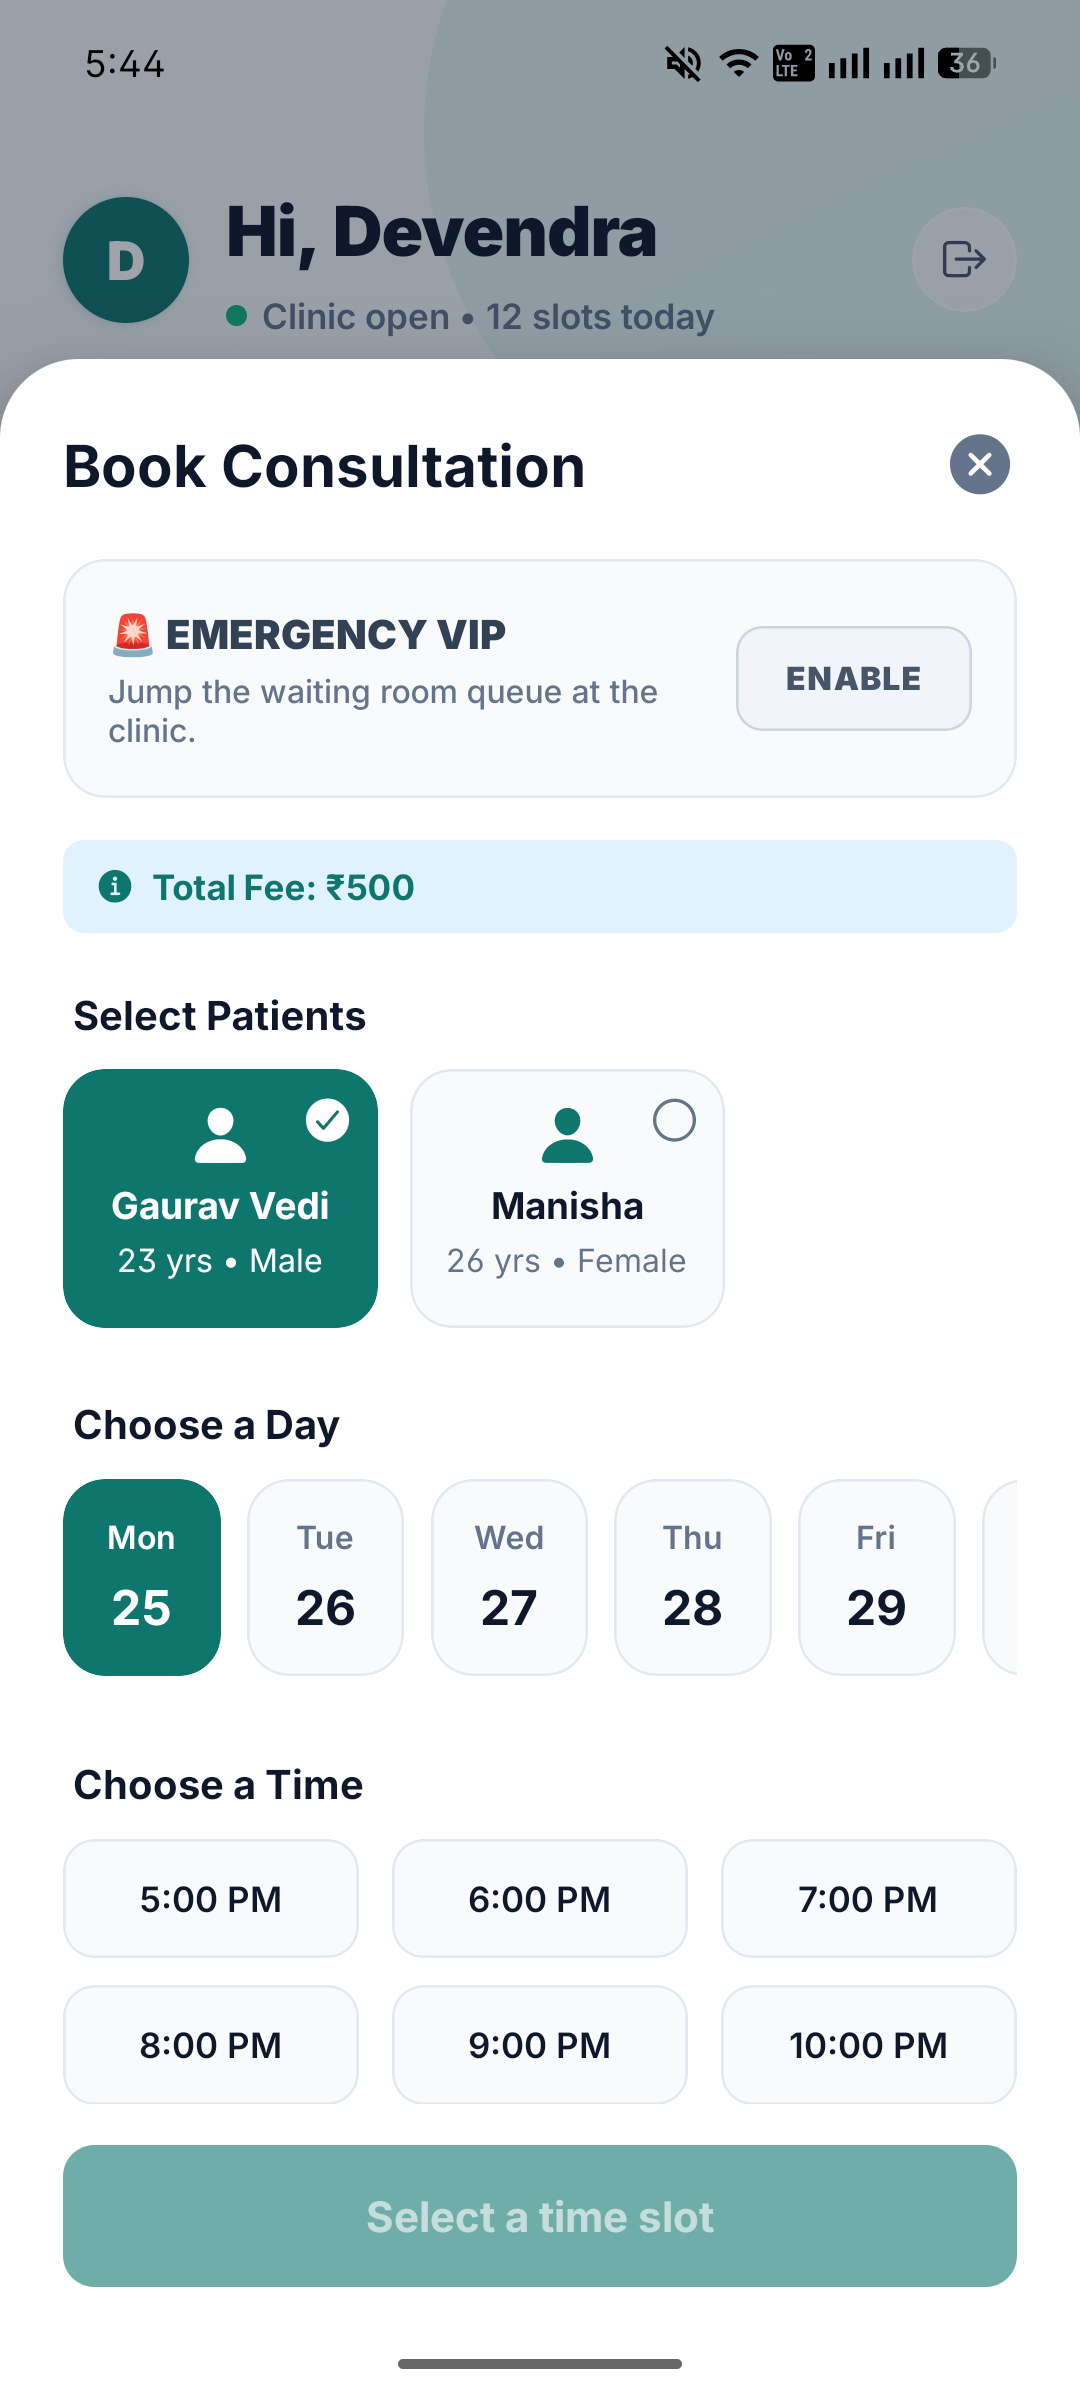 5:44
Vo 2
LTE
36
D
Hi, Devendra
Clinic open • 12 slots today
Book Consultation
🚨 EMERGENCY VIP
Jump the waiting room queue at the
clinic.
ENABLE
Total Fee: ₹500
Select Patients
Gaurav Vedi
23 yrs • Male
Manisha
26 yrs • Female
Choose a Day
Mon
25
Tue
26
Wed
27
Thu
28
Fri
29
Choose a Time
5:00 PM
6:00 PM
7:00 PM
8:00 PM
9:00 PM
10:00 PM
Select a time slot